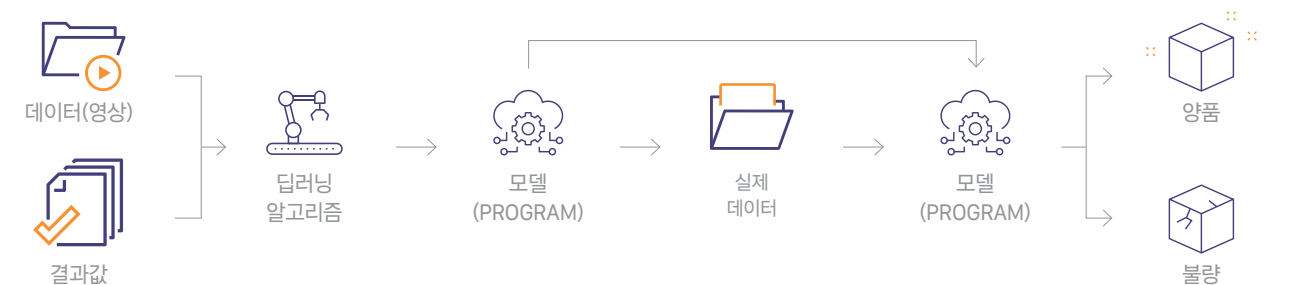 데이터(영상)
결과값
딥러닝
알고리즘
모델
(PROGRAM)
실제
데이터
모델
(PROGRAM)
양품
불량